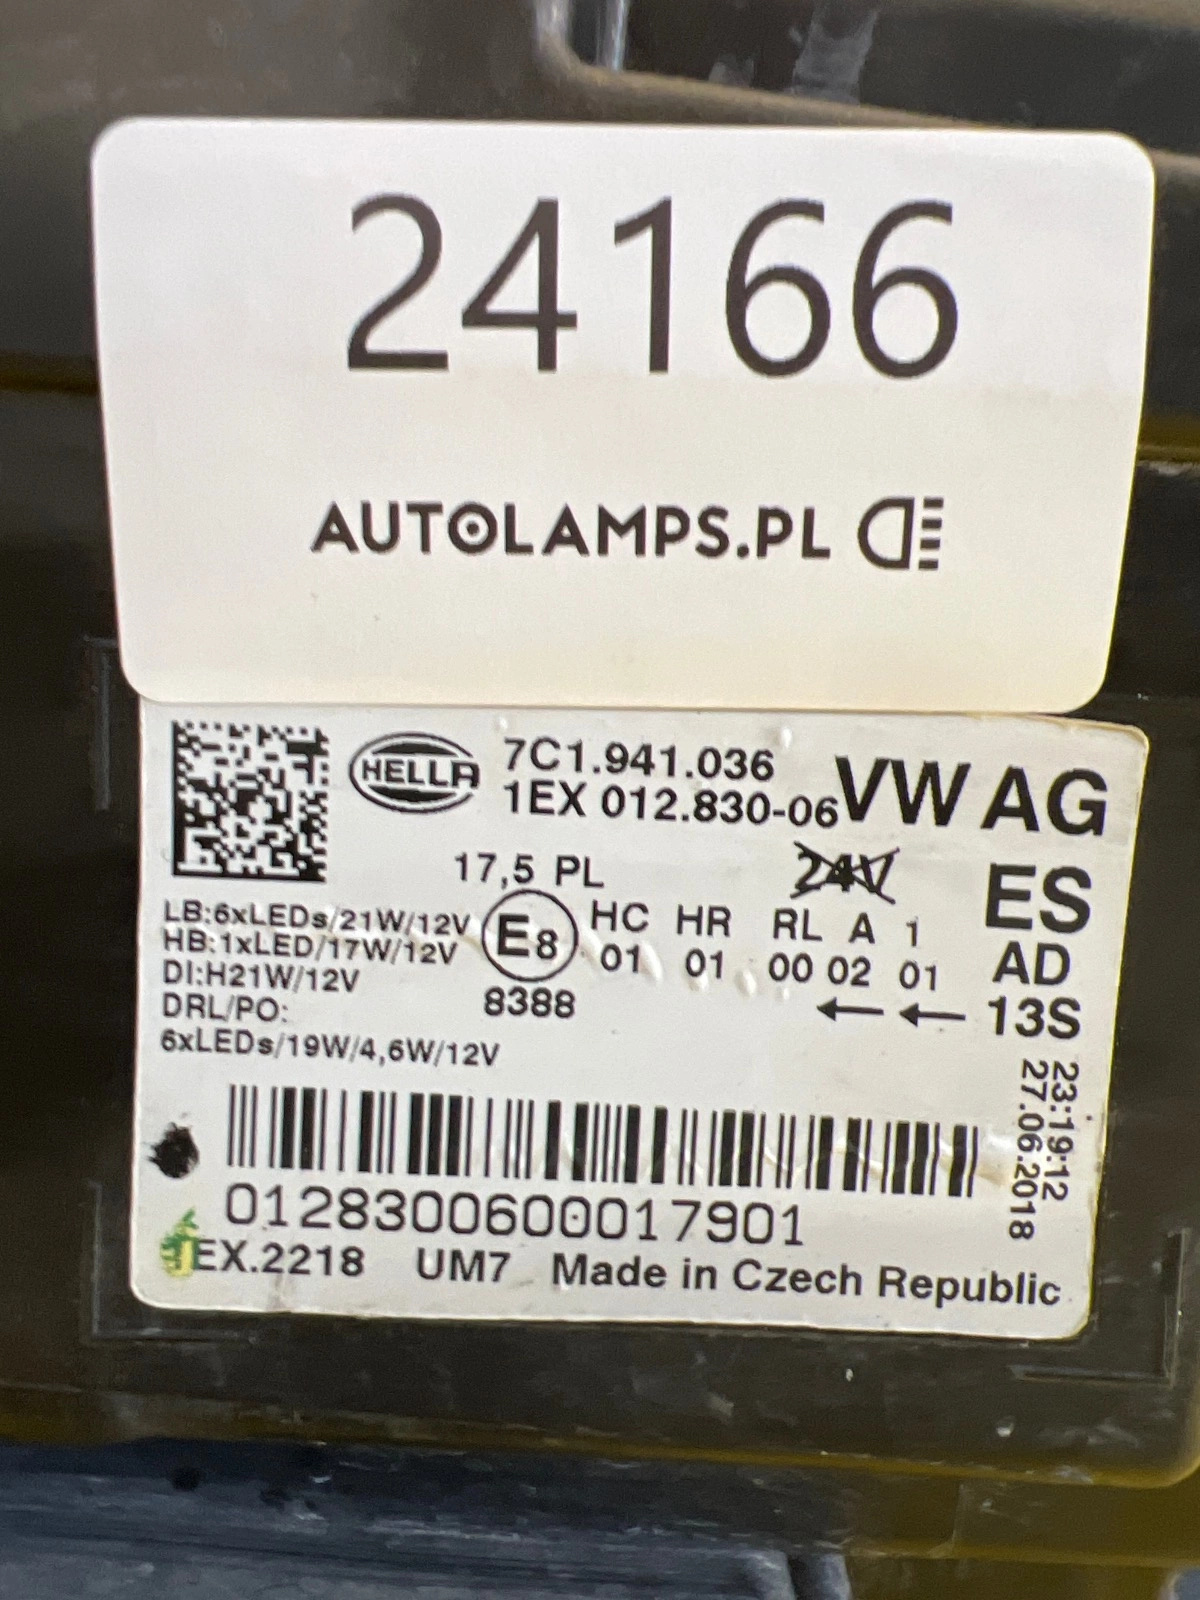 24166
AUTOLAMPS.PL
HELLA
7C1.941.036
1EX 012.830-06
VW AG
17,5 PL
24V
ES
LB:6xLEDs/21W/12V
HB:1xLED/17W/12V
DI:H21W/12V
DRL/PO:
6xLEDs/19W/4,6W/12V
E8
8388
HC HR RL A 1
01 01 00 02 01
AD
13S
23:19:12
27.06.2018
0128300600017901
1EX.2218 UM7 Made in Czech Republic